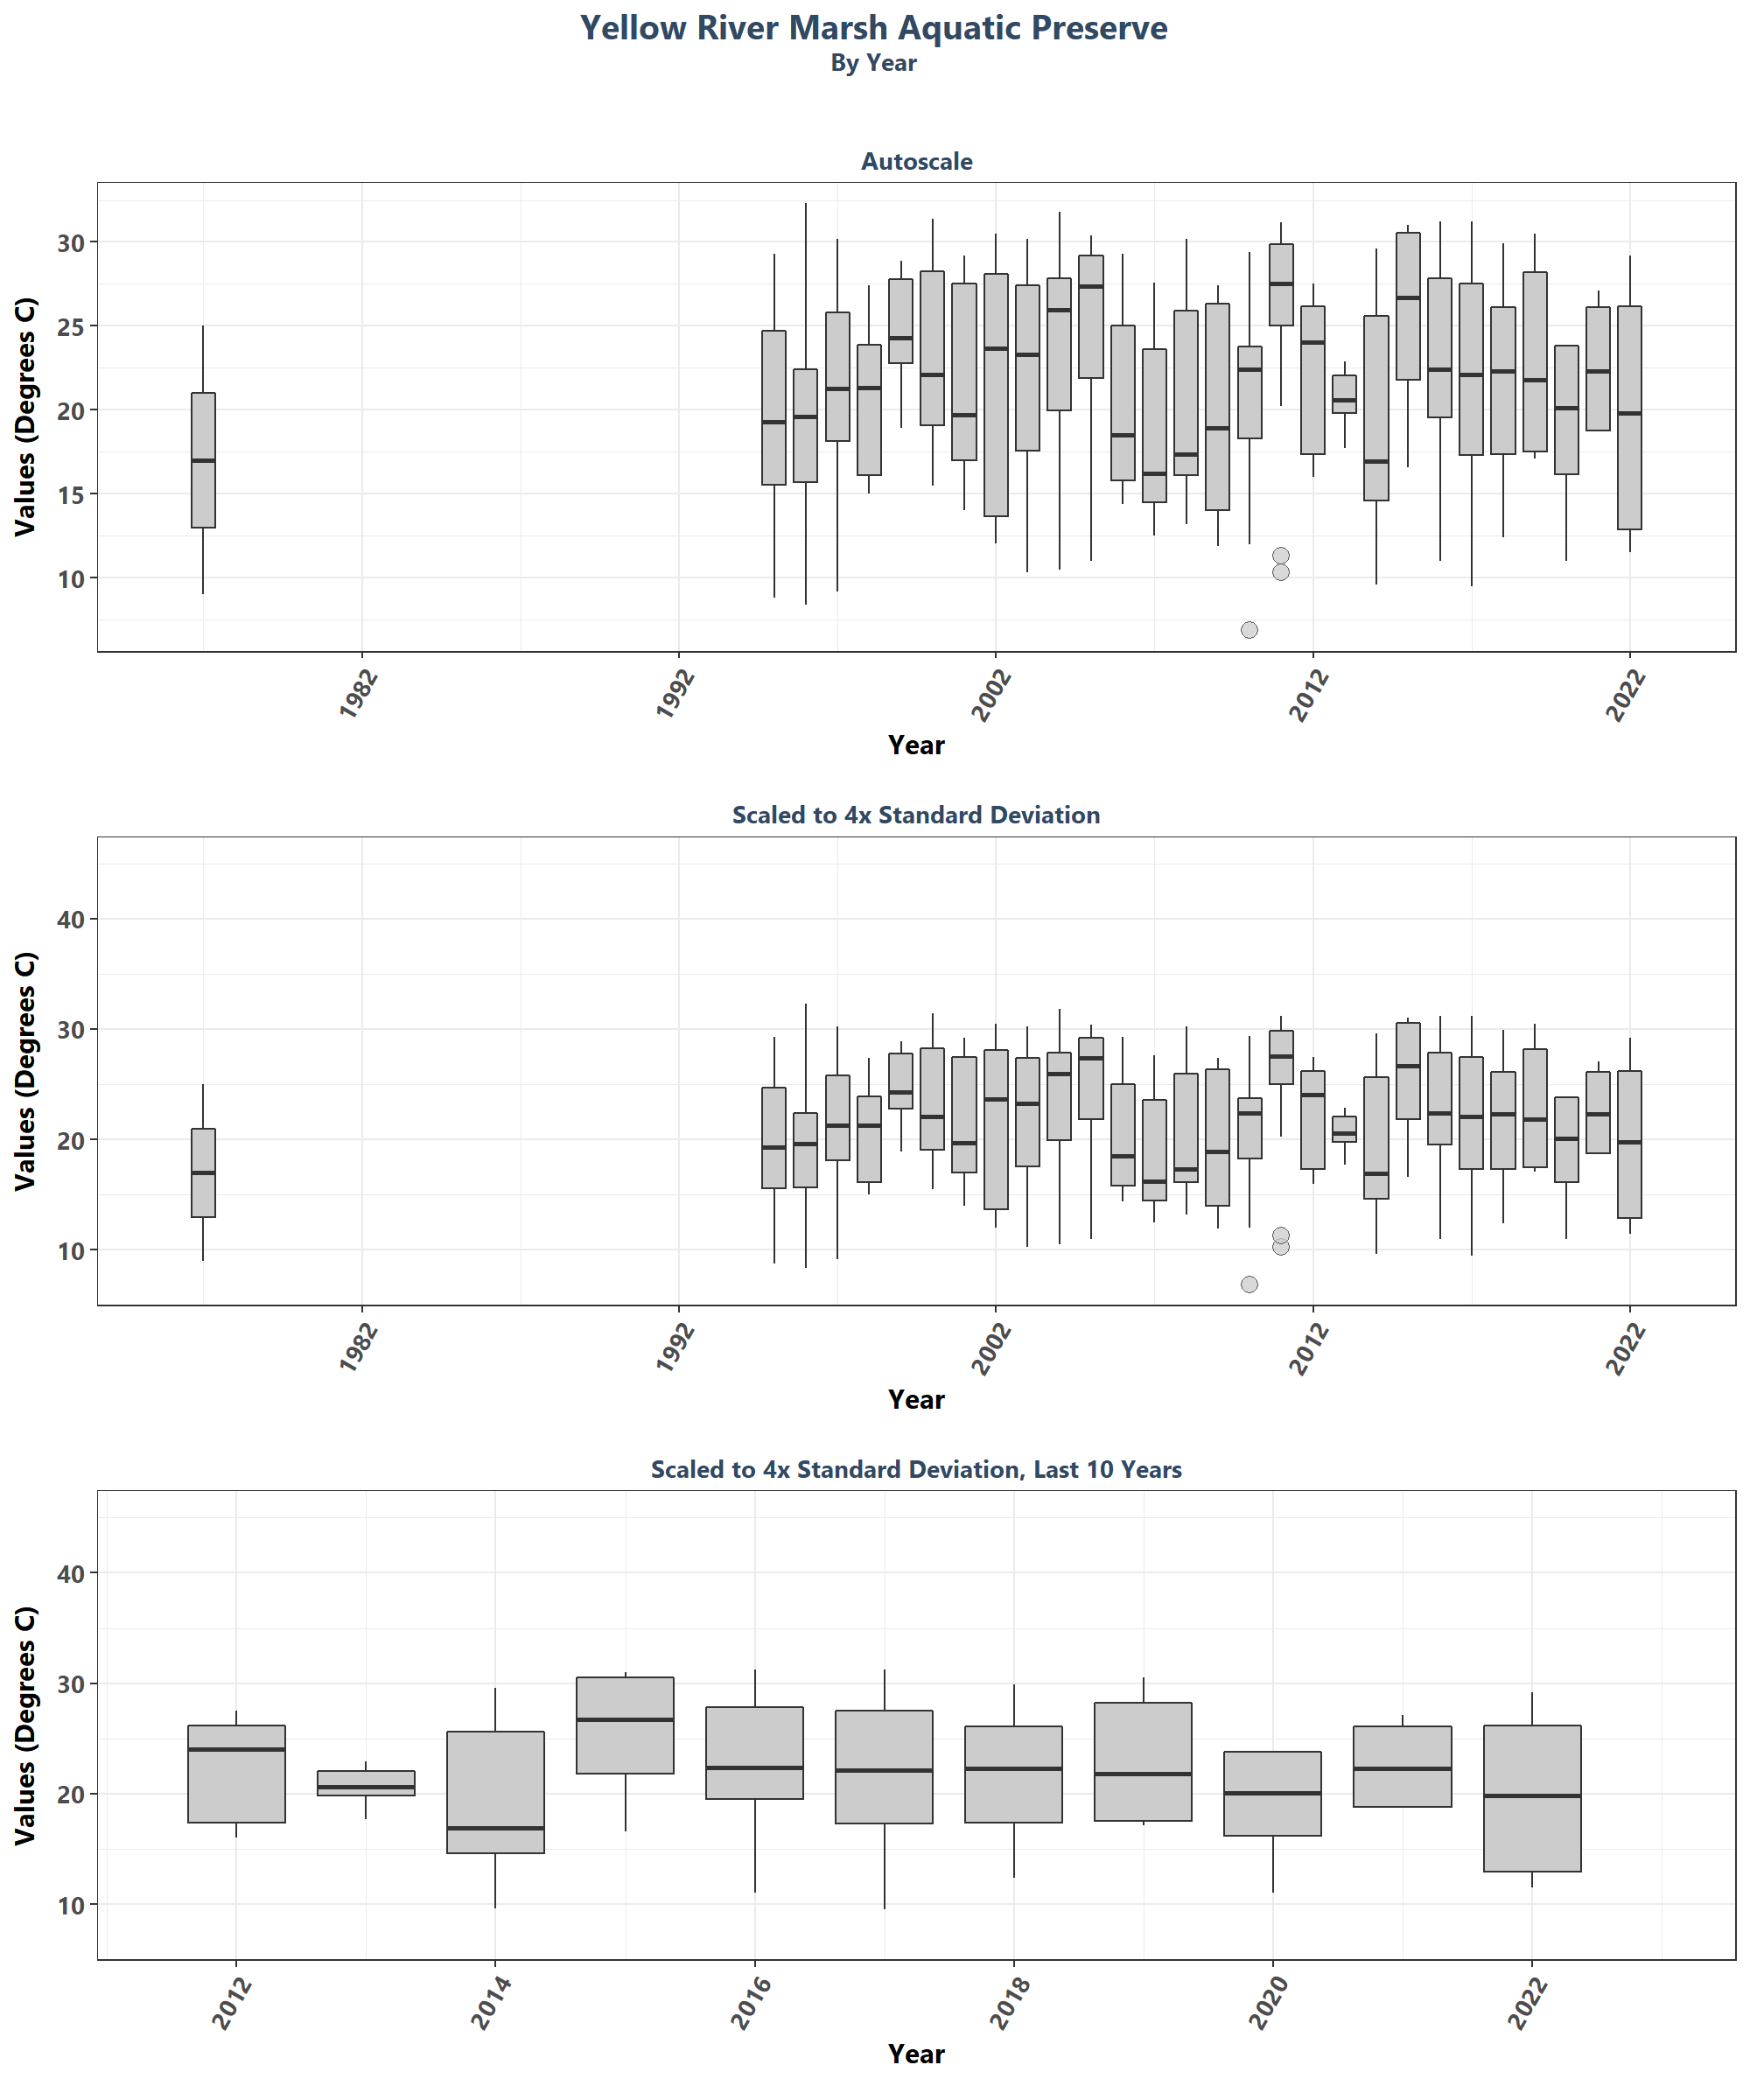 Yellow River Marsh Aquatic Preserve
By Year
Autoscale
Values (Degrees C)
30
25
20
15
10
1982
1992
2002
2012
2022
Year
Scaled to 4x Standard Deviation
Values (Degrees C)
40
30
20
10
1982
1992
2002
2012
2022
Year
Scaled to 4x Standard Deviation, Last 10 Years
Values (Degrees C)
40
30
20
10
2012
2014
2016
2018
2020
2022
Year